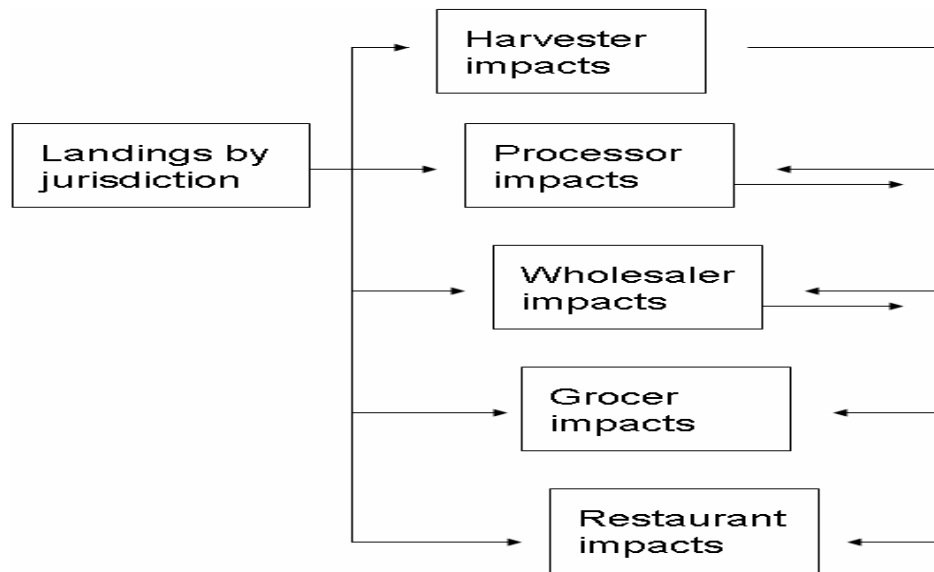 Harvester
impacts
Landings by
jurisdiction
Processor
impacts
Wholesaler
impacts
Grocer
impacts
Restaurant
impacts